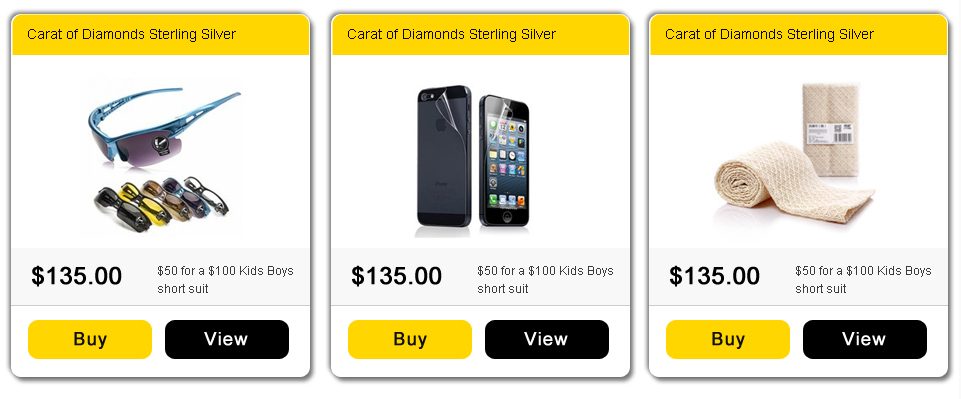 Carat of Diamonds Sterling Silver
$135.00
$50 for a $100 Kids Boys
short suit
Buy
View
Carat of Diamonds Sterling Silver
$135.00
$50 for a $100 Kids Boys
short suit
Buy
View
Carat of Diamonds Sterling Silver
$135.00
$50 for a $100 Kids Boys
short suit
Buy
View